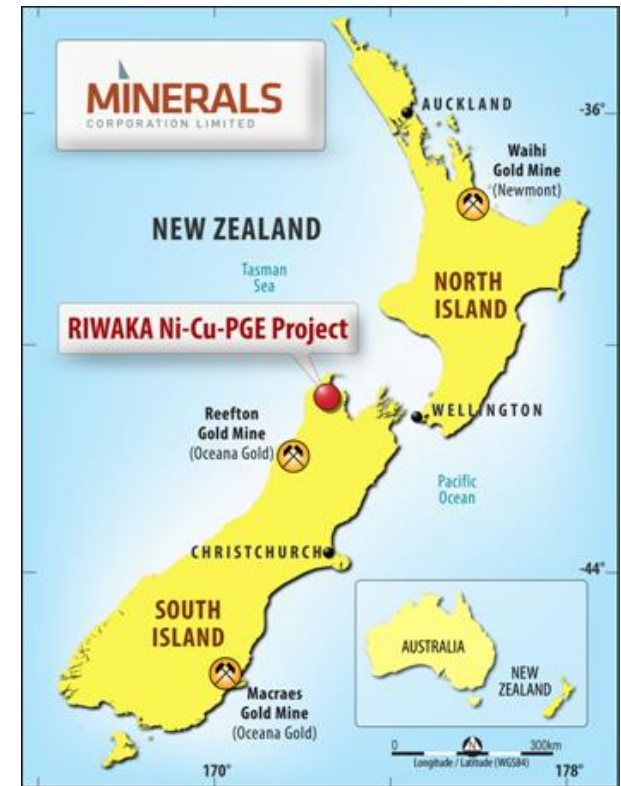 MINERALS
CORPORATION LIMITED
AUCKLAND
-36°
Waihi
Gold Mine
(Newmont)
NEW ZEALAND
Tasman
Sea
NORTH
ISLAND
RIWAKA Ni-Cu-PGE Project
Reefton
Gold Mine
(Oceana Gold)
WELLINGTON
Pacific
Ocean
CHRISTCHURCH
-44°
SOUTH
ISLAND
AUSTRALIA
NEW
ZEALAND
Macraes
Gold Mine
(Oceana Gold)
0 N 300km
Longitude / Latitude (WGS84)
170° 178°